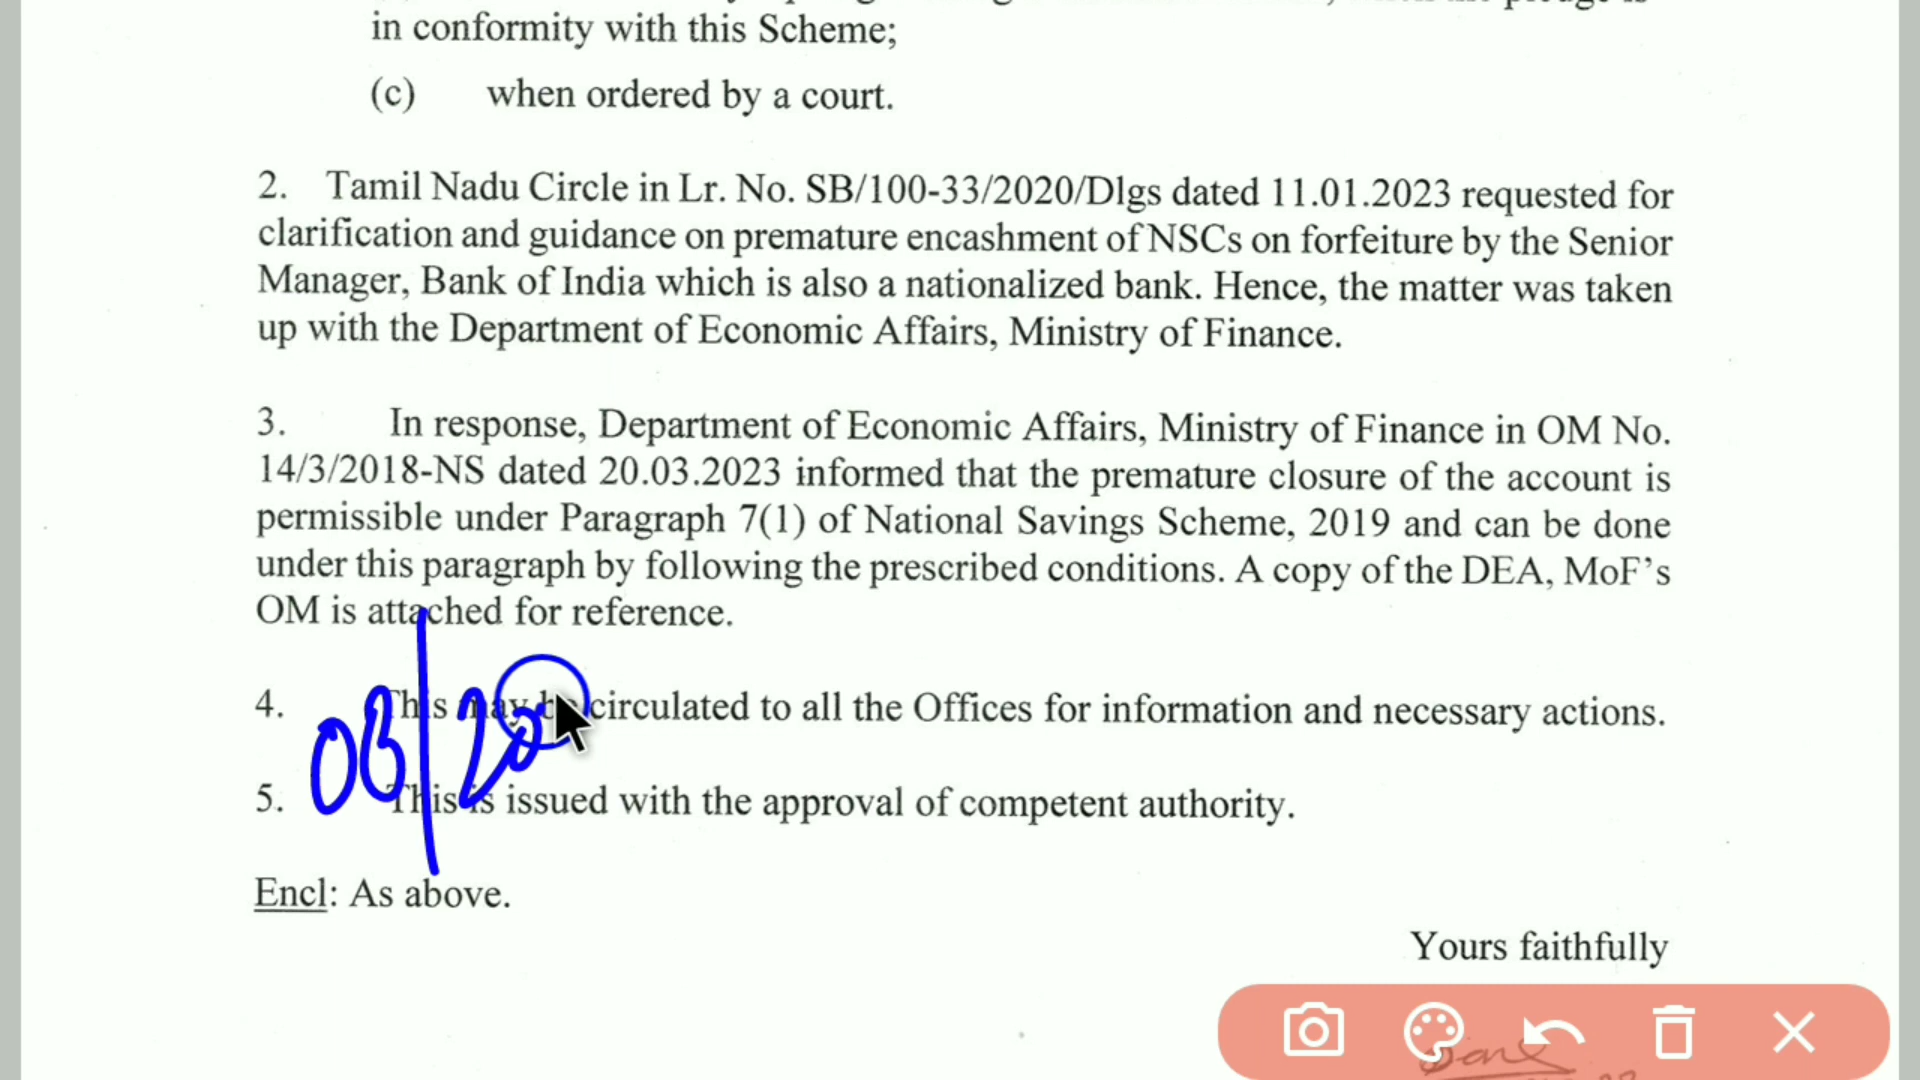 in conformity with this Scheme;
(c) when ordered by a court.
2. Tamil Nadu Circle in Lr. No. SB/100-33/2020/Dlgs dated 11.01.2023 requested for
clarification and guidance on premature encashment of NSCs on forfeiture by the Senior
Manager, Bank of India which is also a nationalized bank. Hence, the matter was taken
up with the Department of Economic Affairs, Ministry of Finance.
3. In response, Department of Economic Affairs, Ministry of Finance in OM No.
14/3/2018-NS dated 20.03.2023 informed that the premature closure of the account is
permissible under Paragraph 7(1) of National Savings Scheme, 2019 and can be done
under this paragraph by following the prescribed conditions. A copy of the DEA, MoF's
OM is attached for reference.
4. This may be circulated to all the Offices for information and necessary actions.
03/20
5. This is issued with the approval of competent authority.
Encl: As above.
Yours faithfully